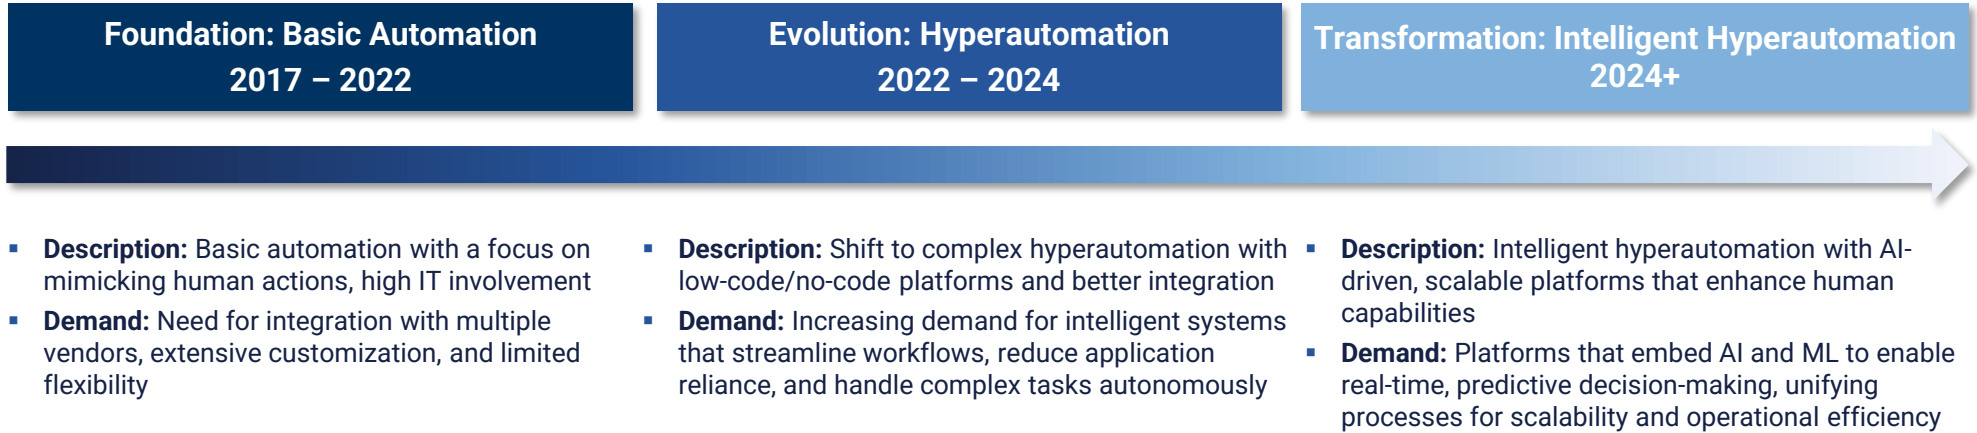 Foundation: Basic Automation
2017 – 2022
Evolution: Hyperautomation
2022 – 2024
Transformation: Intelligent Hyperautomation
2024+
▪ Description: Basic automation with a focus on
mimicking human actions, high IT involvement
▪ Demand: Need for integration with multiple
vendors, extensive customization, and limited
flexibility
▪ Description: Shift to complex hyperautomation with
low-code/no-code platforms and better integration
▪ Demand: Increasing demand for intelligent systems
that streamline workflows, reduce application
reliance, and handle complex tasks autonomously
▪ Description: Intelligent hyperautomation with AI-
driven, scalable platforms that enhance human
capabilities
▪ Demand: Platforms that embed AI and ML to enable
real-time, predictive decision-making, unifying
processes for scalability and operational efficiency